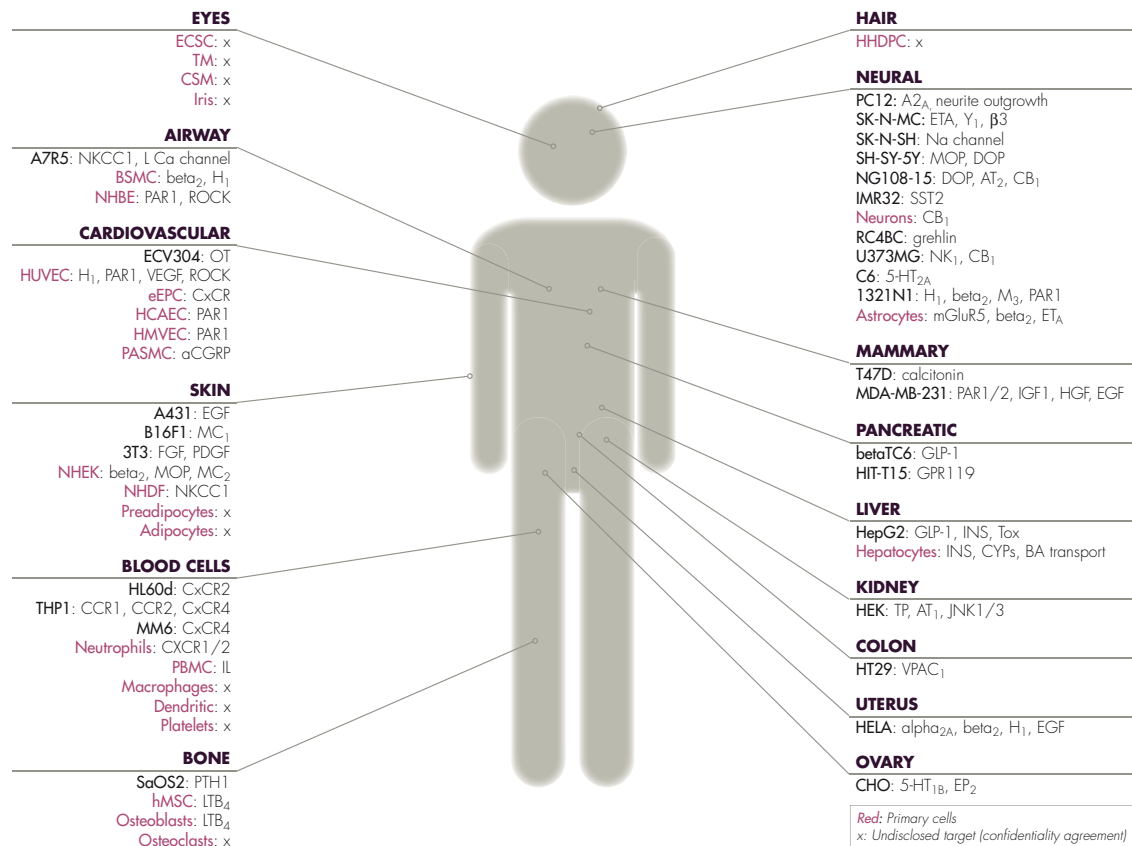 EYES
ECSC: x
TM: x
CSM: x
Iris: x
AIRWAY
A7R5: NKCC1, L Ca channel
BSMC: beta₂, H₁
NHBE: PAR1, ROCK
CARDIOVASCULAR
ECV304: OT
HUVEC: H₁, PAR1, VEGF, ROCK
eEPC: CxCR
HCAEC: PAR1
HMVEC: PAR1
PASMC: aCGRP
SKIN
A431: EGF
B16F1: MC₁
3T3: FGF, PDGF
NHEK: beta₂, MOP, MC₂
NHDF: NKCC1
Preadipocytes: x
Adipocytes: x
BLOOD CELLS
HL60d: CxCR2
THP1: CCR1, CCR2, CxCR4
MM6: CxCR4
Neutrophils: CXCR1/2
PBMC: IL
Macrophages: x
Dendritic: x
Platelets: x
BONE
SaOS2: PTH1
hMSC: LTB₄
Osteoblasts: LTB₄
Osteoclasts: x
HAIR
HHDPC: x
NEURAL
PC12: A2A, neurite outgrowth
SK-N-MC: ETA, Y₁, β3
SK-N-SH: Na channel
SH-SY-5Y: MOP, DOP
NG108-15: DOP, AT₂, CB₁
IMR32: SST2
Neurons: CB₁
RC4BC: grehlin
U373MG: NK₁, CB₁
C6: 5-HT2A
1321N1: H₁, beta₂, M₃, PAR1
Astrocytes: mGluR5, beta₂, ETA
MAMMARY
T47D: calcitonin
MDA-MB-231: PAR1/2, IGF1, HGF, EGF
PANCREATIC
betaTC6: GLP-1
HIT-T15: GPR119
LIVER
HepG2: GLP-1, INS, Tox
Hepatocytes: INS, CYPs, BA transport
KIDNEY
HEK: TP, AT₁, JNK1/3
COLON
HT29: VPAC₁
UTERUS
HELA: alpha2A, beta₂, H₁, EGF
OVARY
CHO: 5-HT1B, EP₂
Red: Primary cells
x: Undisclosed target (confidentiality agreement)